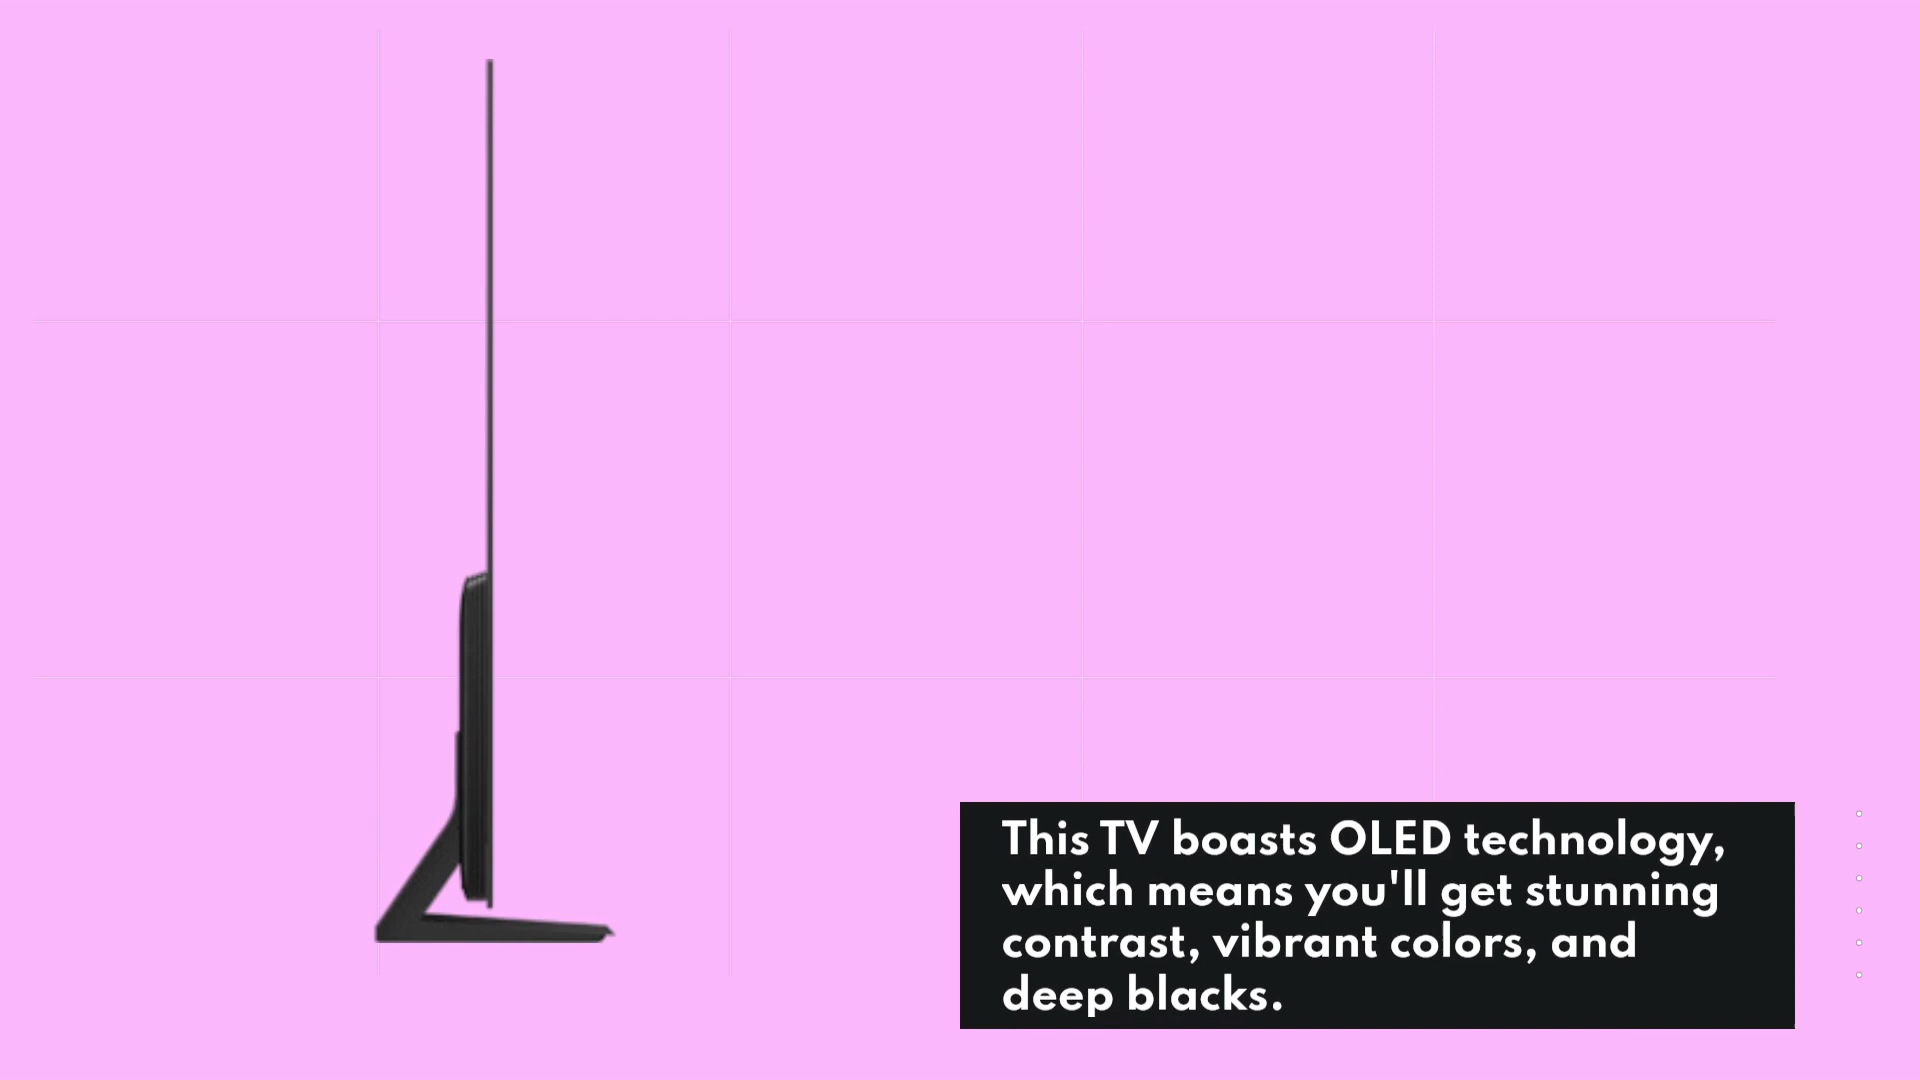 This TV boasts OLED technology,
which means you'll get stunning
contrast, vibrant colors, and
deep blacks.